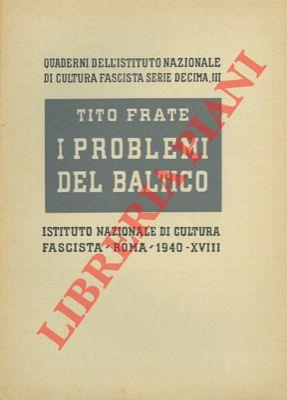 QUADERNI DELL'ISTITUTO NAZIONALE
DI CULTURA FASCISTA SERIE DECIMA, III
TITO FRATE
I PROBLEMI
DEL BALTICO
ISTITUTO NAZIONALE DI CULTURA
FASCISTA - ROMA - 1940 - XVIII
LIBRERIA PIANI